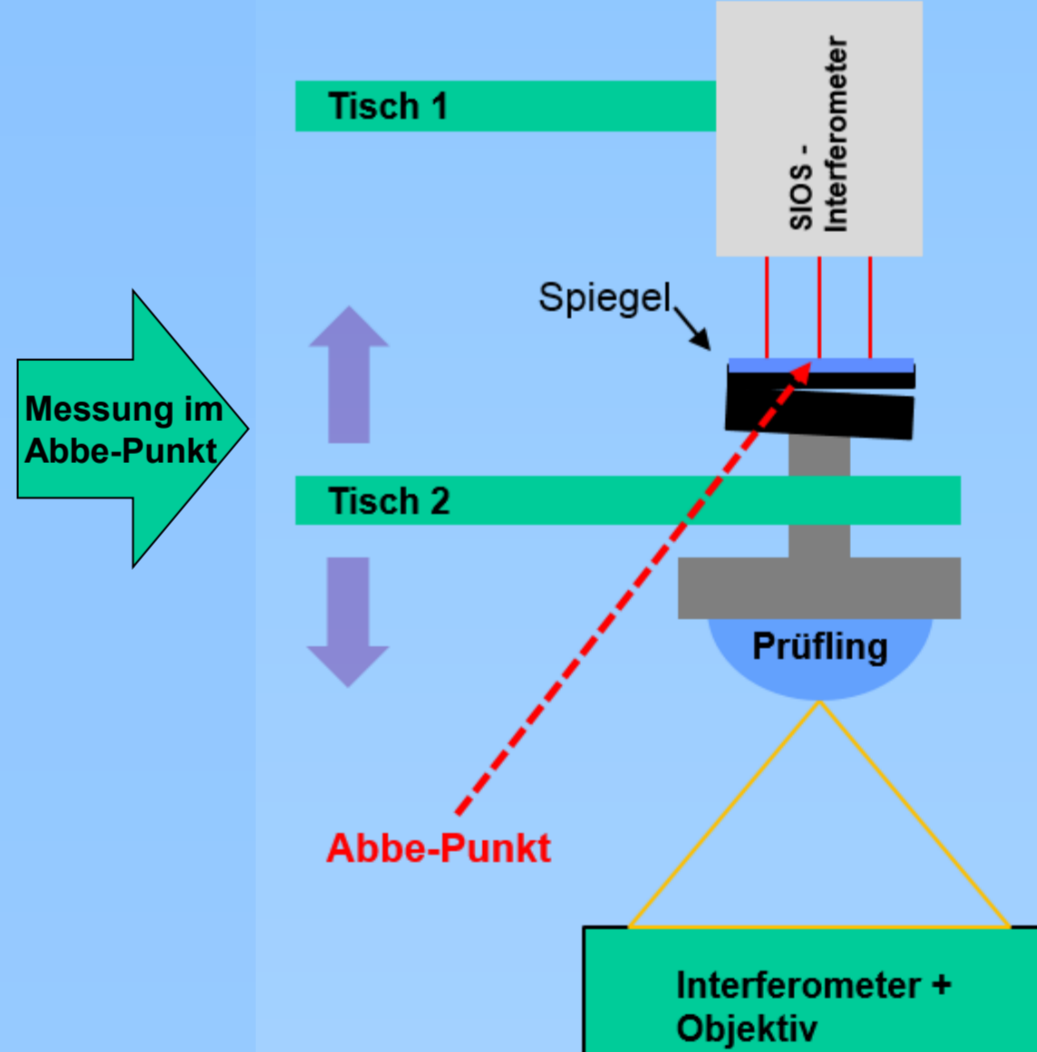 Tisch 1
SIOS -
Interferometer
Spiegel
Messung im
Abbe-Punkt
Tisch 2
Prüfling
Abbe-Punkt
Interferometer +
Objektiv